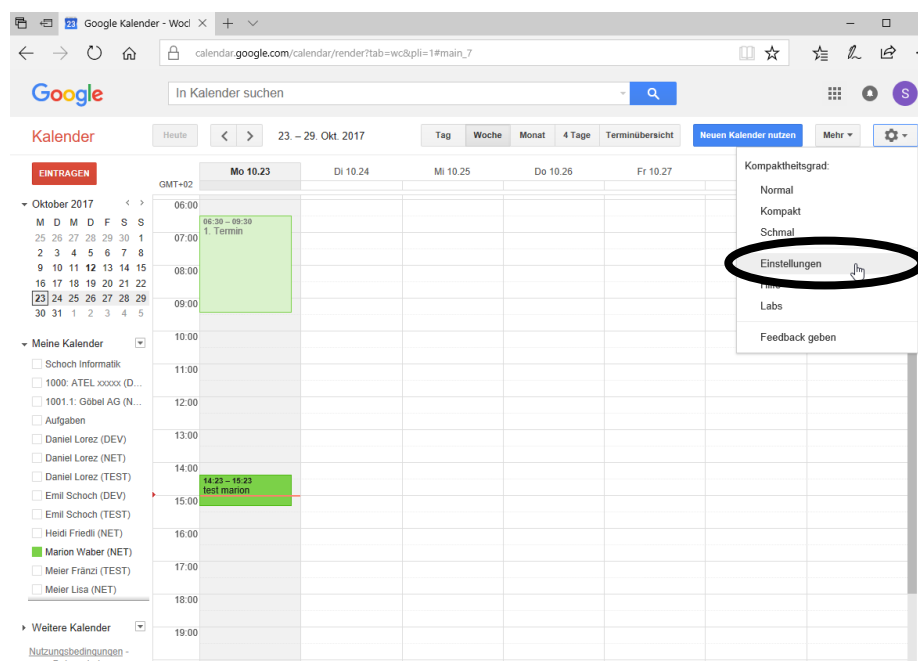 Google Kalender - Wocl
calendar.google.com/calendar/render?tab=wc&pli=1#main_7
Google
In Kalender suchen
S
Kalender
Heute
23. – 29. Okt. 2017
Tag Woche Monat 4 Tage Terminübersicht
Neuen Kalender nutzen
Mehr
EINTRAGEN
Oktober 2017
M D M D F S S
25 26 27 28 29 30 1
2 3 4 5 6 7 8
9 10 11 12 13 14 15
16 17 18 19 20 21 22
23 24 25 26 27 28 29
30 31 1 2 3 4 5
Meine Kalender
Schoch Informatik
1000: ATEL xxxxx (D...
1001.1: Göbel AG (N...
Aufgaben
Daniel Lorez (DEV)
Daniel Lorez (NET)
Daniel Lorez (TEST)
Emil Schoch (DEV)
Emil Schoch (TEST)
Heidi Friedli (NET)
Marion Waber (NET)
Meier Fränzi (TEST)
Meier Lisa (NET)
Weitere Kalender
Nutzungsbedingungen -
GMT+02
Mo 10.23 Di 10.24 Mi 10.25 Do 10.26 Fr 10.27
06:00
06:30 – 09:30
1. Termin
07:00
08:00
09:00
10:00
11:00
12:00
13:00
14:00
14:23 – 15:23
test marion
15:00
16:00
17:00
18:00
19:00
Kompaktheitsgrad:
Normal
Kompakt
Schmal
Einstellungen
Labs
Feedback geben